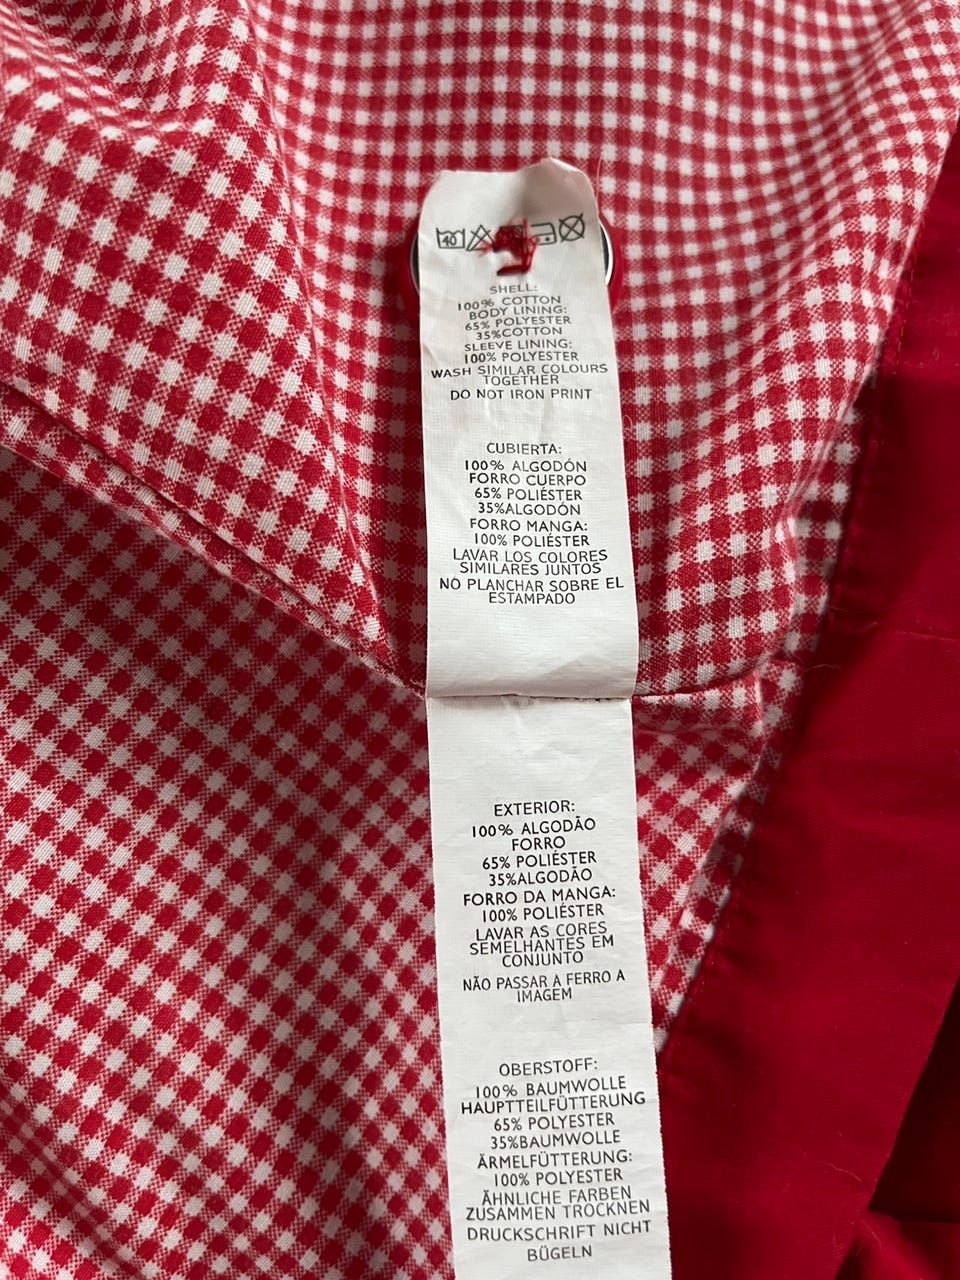 40
SHELL:
100% COTTON
BODY LINING:
65% POLYESTER
35%COTTON
SLEEVE LINING:
100% POLYESTER
WASH SIMILAR COLOURS
TOGETHER
DO NOT IRON PRINT
CUBIERTA:
100% ALGODÓN
FORRO CUERPO
65% POLIÉSTER
35%ALGODÓN
FORRO MANGA:
100% POLIÉSTER
LAVAR LOS COLORES
SIMILARES JUNTOS
NO PLANCHAR SOBRE EL
ESTAMPADO
EXTERIOR:
100% ALGODÃO
FORRO
65% POLIÉSTER
35%ALGODÃO
FORRO DA MANGA:
100% POLIÉSTER
LAVAR AS CORES
SEMELHANTES EM
CONJUNTO
NÃO PASSAR A FERRO A
IMAGEM
OBERSTOFF:
100% BAUMWOLLE
HAUPTTEILFÜTTERUNG
65% POLYESTER
35%BAUMWOLLE
ÄRMELFÜTTERUNG:
100% POLYESTER
ÄHNLICHE FARBEN
ZUSAMMEN TROCKNEN
DRUCKSCHRIFT NICHT
BÜGELN